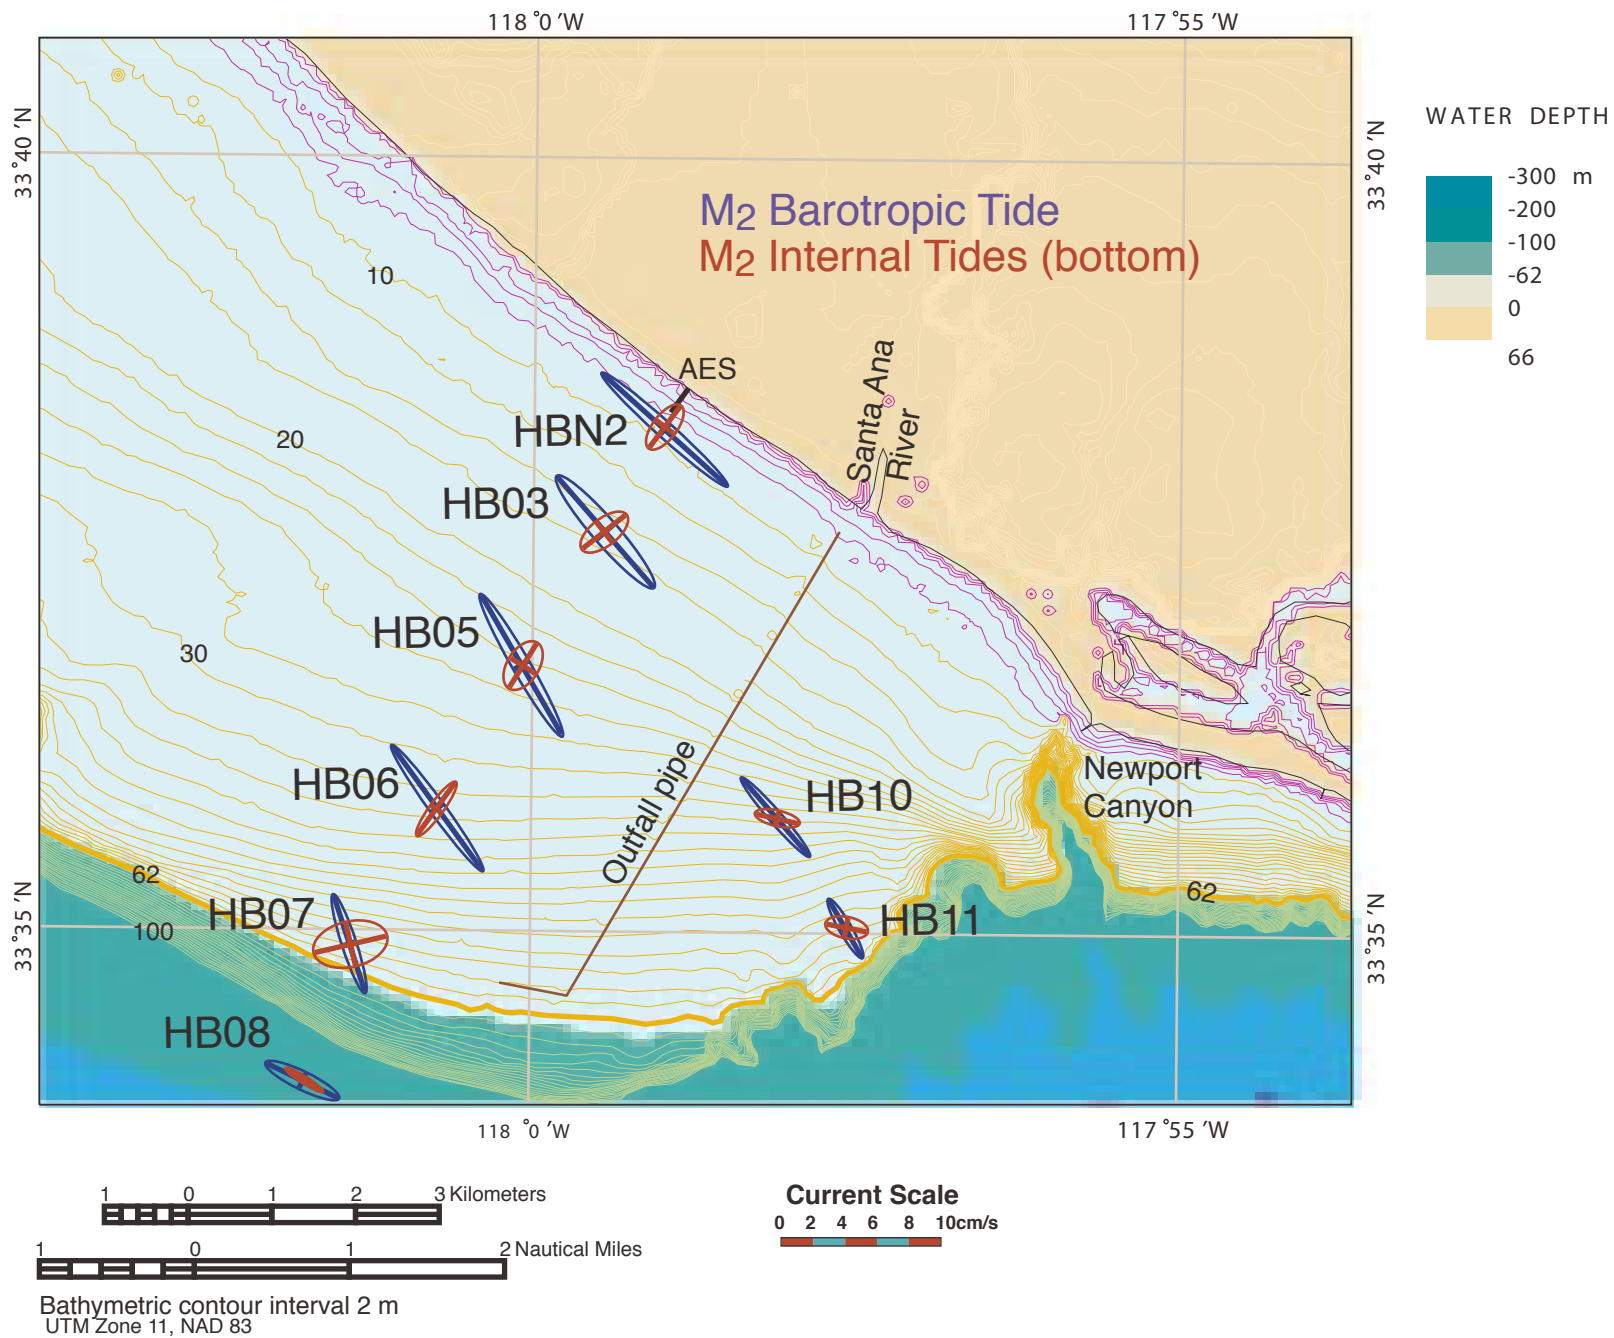 118 °0 ′W
117 °55 ′W
33 °40 ′N
33 °40 ′N
WATER DEPTH
-300 m
-200
-100
-62
0
66
M2 Barotropic Tide
M2 Internal Tides (bottom)
10
AES
Santa Ana
River
HBN2
20
HB03
HB05
30
HB06
Outfall pipe
HB10
Newport
Canyon
62
62
HB07
100
HB11
33 °35 ′N
33 °35 ′N
HB08
118 °0 ′W
117 °55 ′W
1 0 1 2 3 Kilometers
1 0 1 2 Nautical Miles
Current Scale
0 2 4 6 8 10cm/s
Bathymetric contour interval 2 m
UTM Zone 11, NAD 83